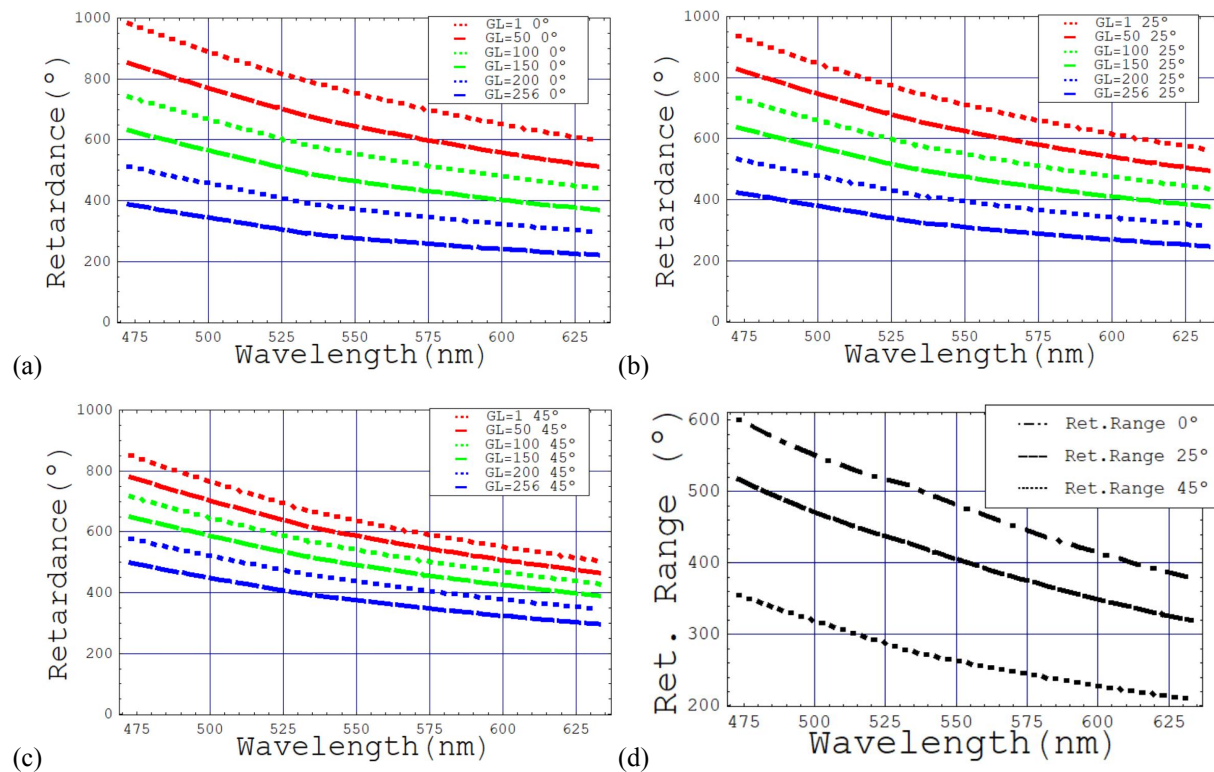 1000
800
600
400
200
0
475
500
525
550
575
600
625
Retardance(°)
Wavelength(nm)
GL=1 0°
GL=50 0°
GL=100 0°
GL=150 0°
GL=200 0°
GL=256 0°
(a)
1000
800
600
400
200
0
475
500
525
550
575
600
625
Retardance(°)
Wavelength(nm)
GL=1 25°
GL=50 25°
GL=100 25°
GL=150 25°
GL=200 25°
GL=256 25°
(b)
1000
800
600
400
200
0
475
500
525
550
575
600
625
Retardance(°)
Wavelength(nm)
GL=1 45°
GL=50 45°
GL=100 45°
GL=150 45°
GL=200 45°
GL=256 45°
(c)
600
500
400
300
200
475
500
525
550
575
600
625
Ret. Range (°)
Wavelength(nm)
Ret.Range 0°
Ret.Range 25°
Ret.Range 45°
(d)